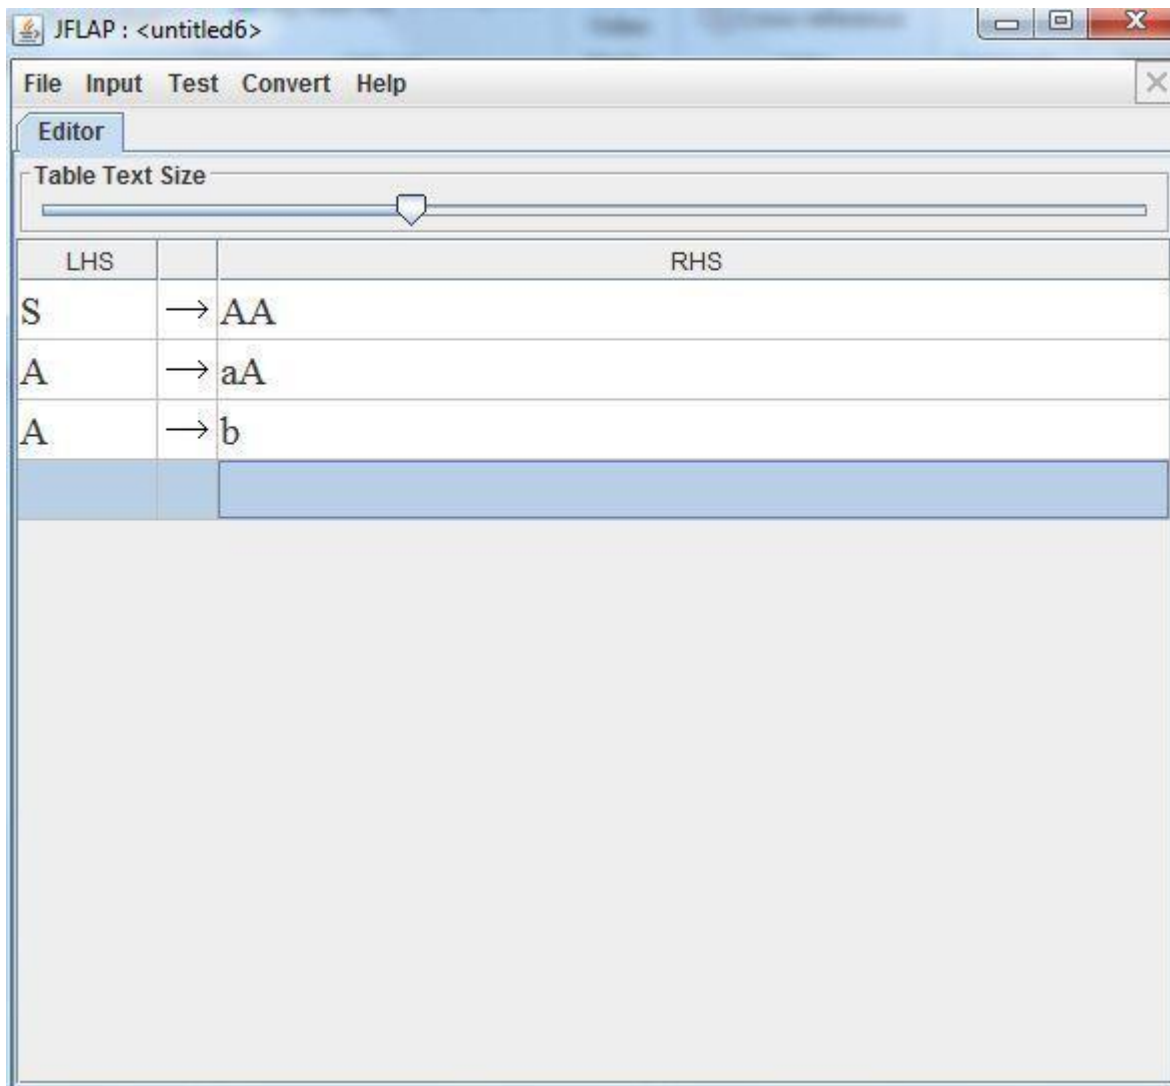 JFLAP : <untitled6>
File Input Test Convert Help
Editor
Table Text Size
LHS RHS
S → AA
A → aA
A → b